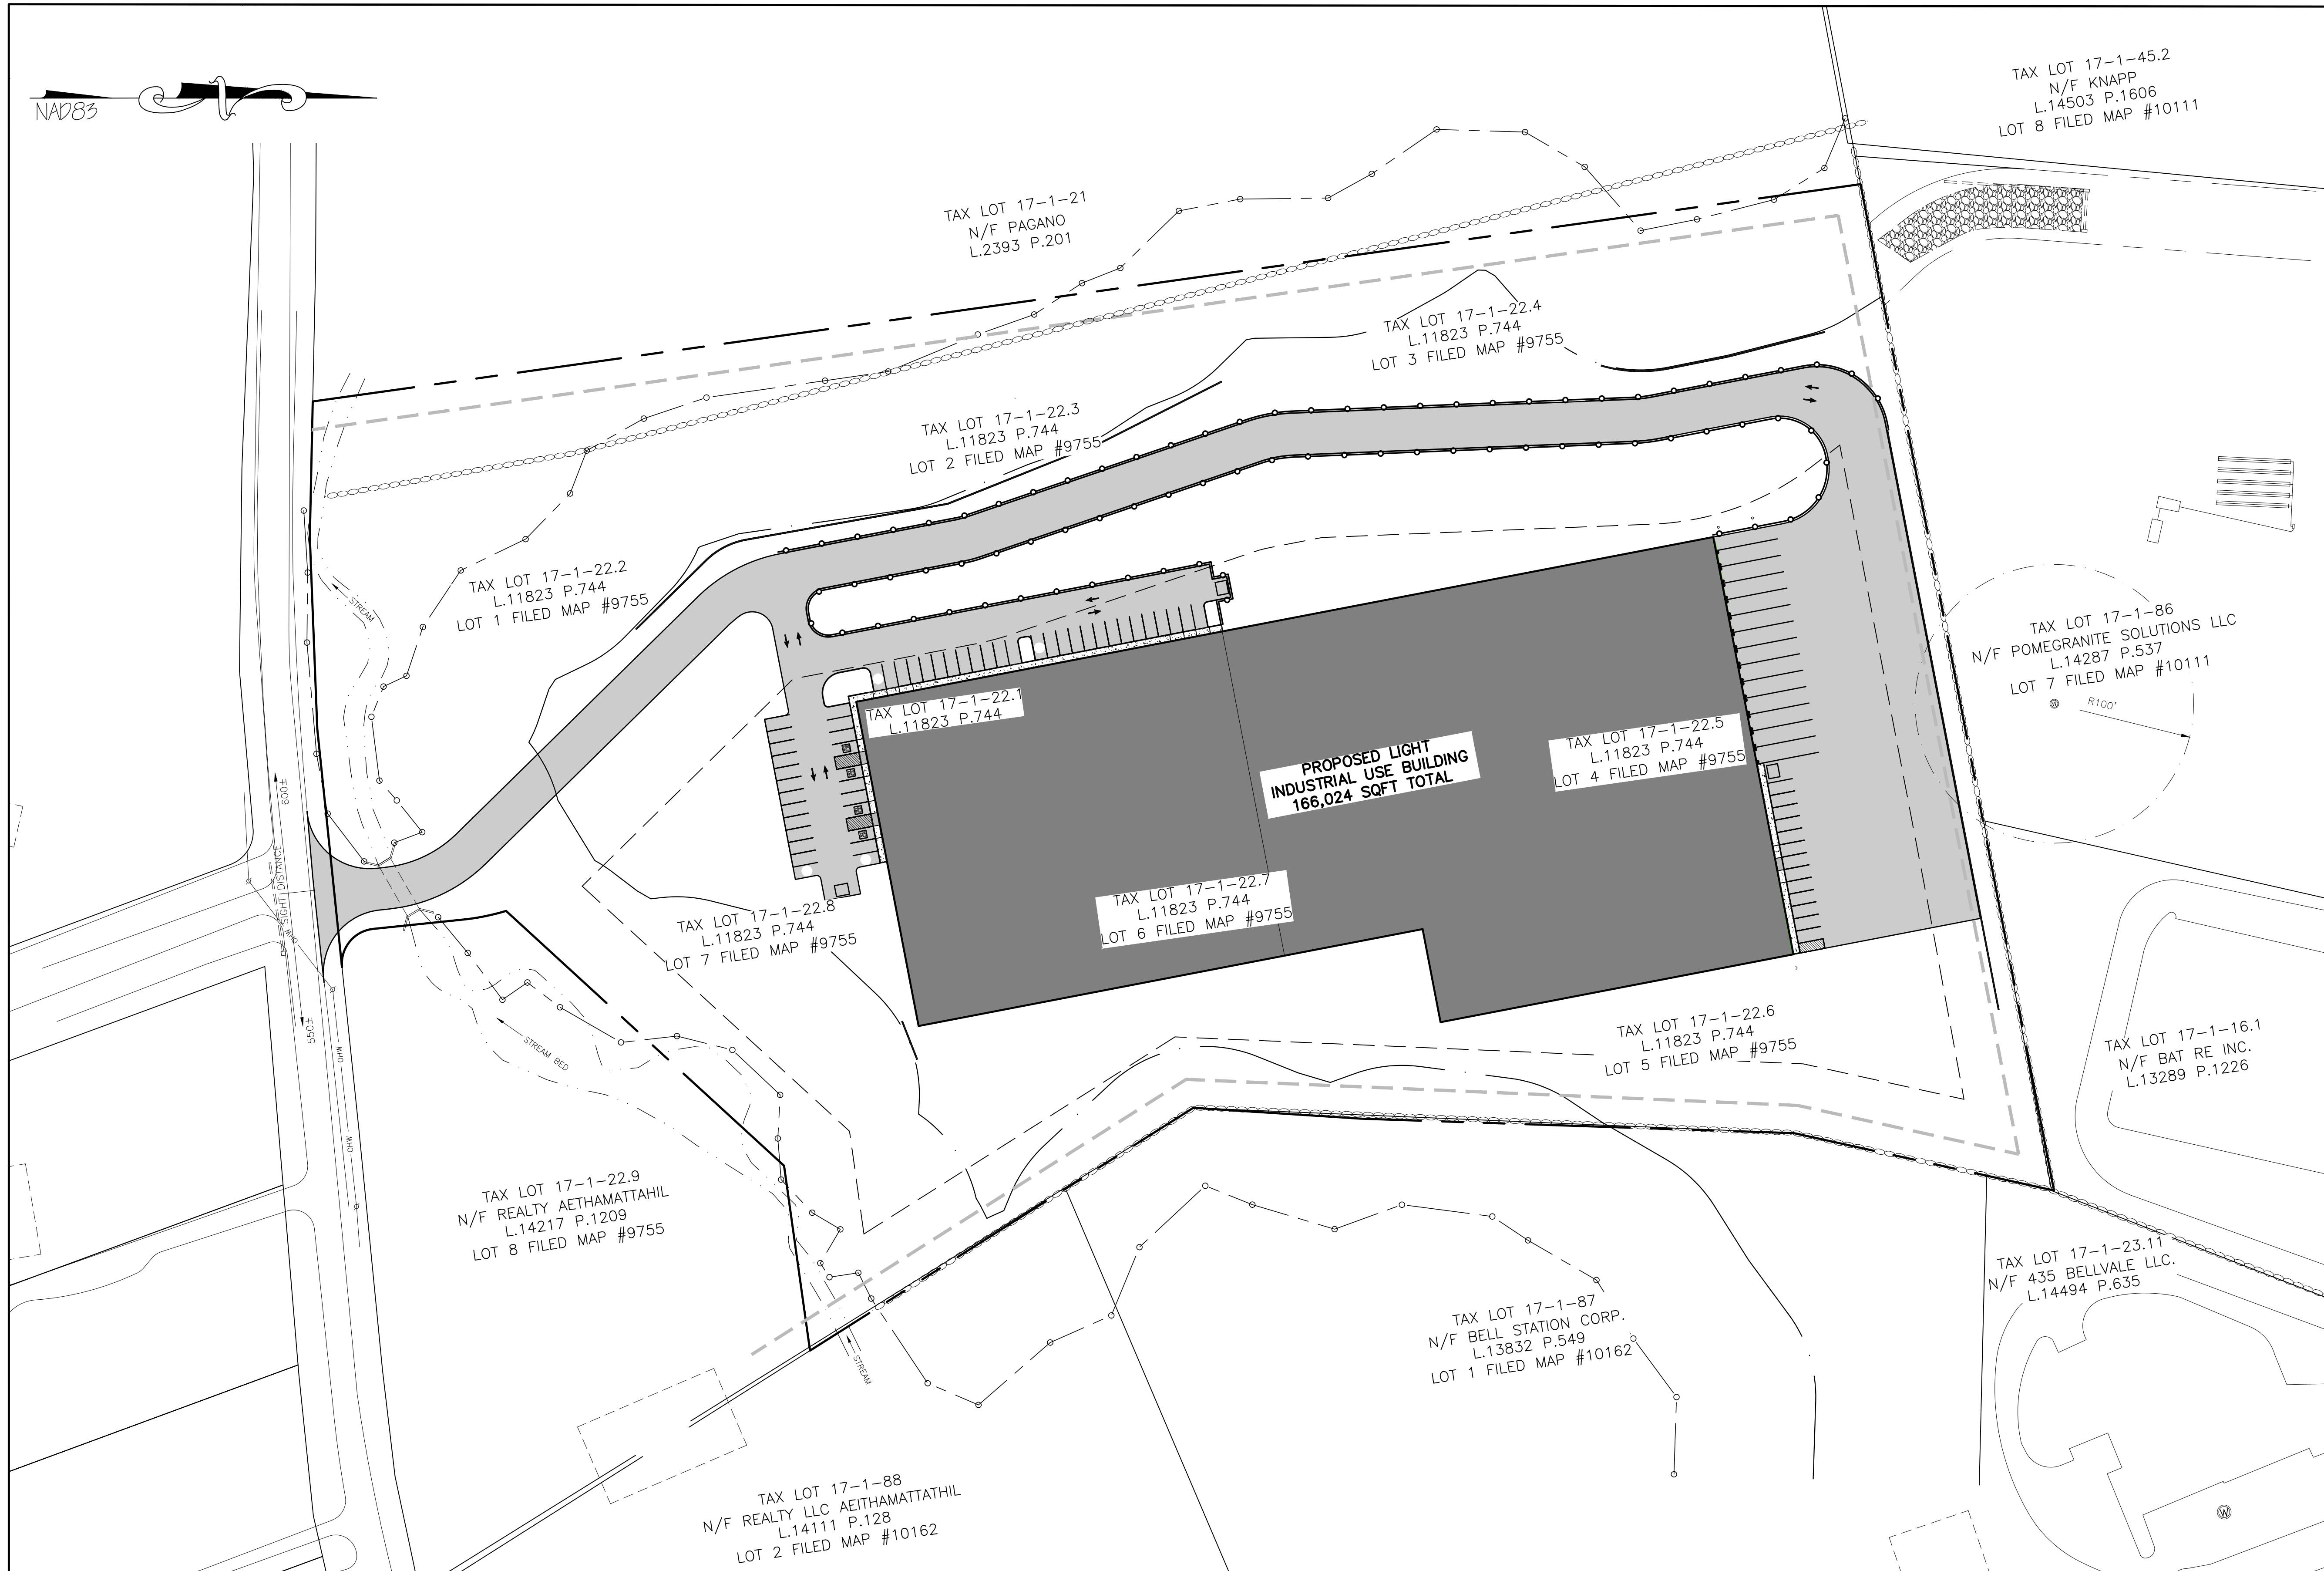 NAD83
TAX LOT 17-1-45.2
N/F KNAPP
L.14503 P.1606
LOT 8 FILED MAP #10111
TAX LOT 17-1-21
N/F PAGANO
L.2393 P.201
TAX LOT 17-1-22.4
L.11823 P.744
LOT 3 FILED MAP #9755
TAX LOT 17-1-22.3
L.11823 P.744
LOT 2 FILED MAP #9755
TAX LOT 17-1-22.2
L.11823 P.744
LOT 1 FILED MAP #9755
STREAM
TAX LOT 17-1-86
N/F POMEGRANITE SOLUTIONS LLC
L.14287 P.537
LOT 7 FILED MAP #10111
W
R100'
TAX LOT 17-1-22.1
L.11823 P.744
PROPOSED LIGHT
INDUSTRIAL USE BUILDING
166,024 SQFT TOTAL
TAX LOT 17-1-22.5
L.11823 P.744
LOT 4 FILED MAP #9755
600±
SIGHT DISTANCE
550±
OHW
OHW
OHW
TAX LOT 17-1-22.7
L.11823 P.744
LOT 6 FILED MAP #9755
TAX LOT 17-1-22.8
L.11823 P.744
LOT 7 FILED MAP #9755
STREAM BED
TAX LOT 17-1-22.6
L.11823 P.744
LOT 5 FILED MAP #9755
TAX LOT 17-1-16.1
N/F BAT RE INC.
L.13289 P.1226
TAX LOT 17-1-22.9
N/F REALTY AETHAMATTAHIL
L.14217 P.1209
LOT 8 FILED MAP #9755
TAX LOT 17-1-23.11
N/F 435 BELLVALE LLC.
L.14494 P.635
TAX LOT 17-1-87
N/F BELL STATION CORP.
L.13832 P.549
LOT 1 FILED MAP #10162
STREAM
TAX LOT 17-1-88
N/F REALTY LLC AEITHAMATTATHIL
L.14111 P.128
LOT 2 FILED MAP #10162
W